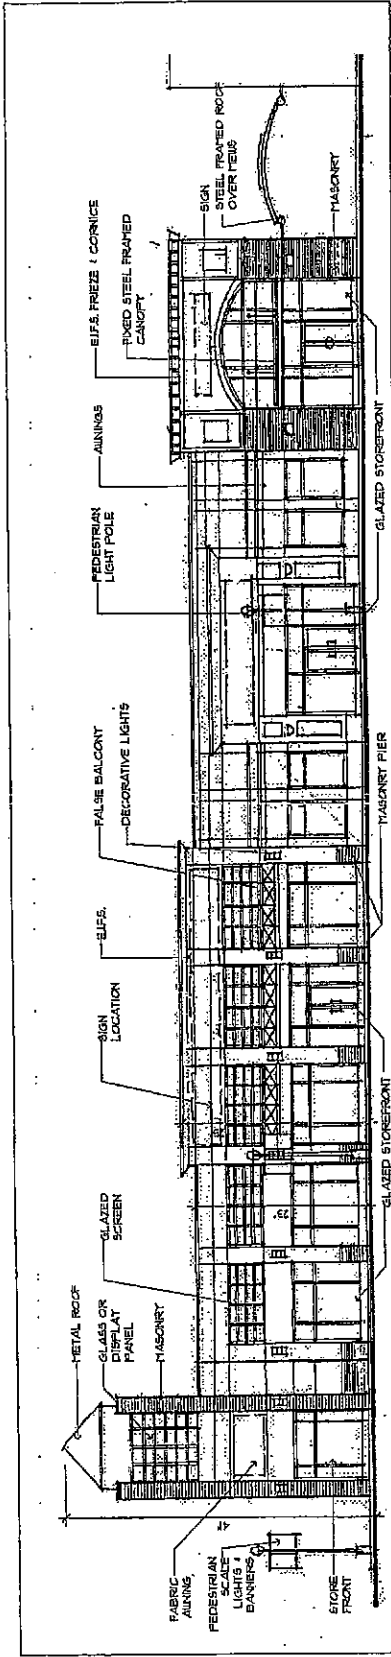 METAL ROOF
GLASS OR
DISPLAY
PANEL
MASONRY
GLAZED
SCREEN
SIGN
LOCATION
E.I.F.S.
FALSE BALCONY
DECORATIVE LIGHTS
PEDESTRIAN
LIGHT POLE
AWNINGS
E.I.F.S. FRIEZE & CORNICE
FIXED STEEL FRAMED
CANOPY
SIGN
STEEL FRAMED ROOF
OVER MEWS
FABRIC
AWNING
PEDESTRIAN
SCALE
LIGHTS &
BANNERS
STORE
FRONT
23'
GLAZED STOREFRONT
MASONRY PIER
GLAZED STOREFRONT
MASONRY